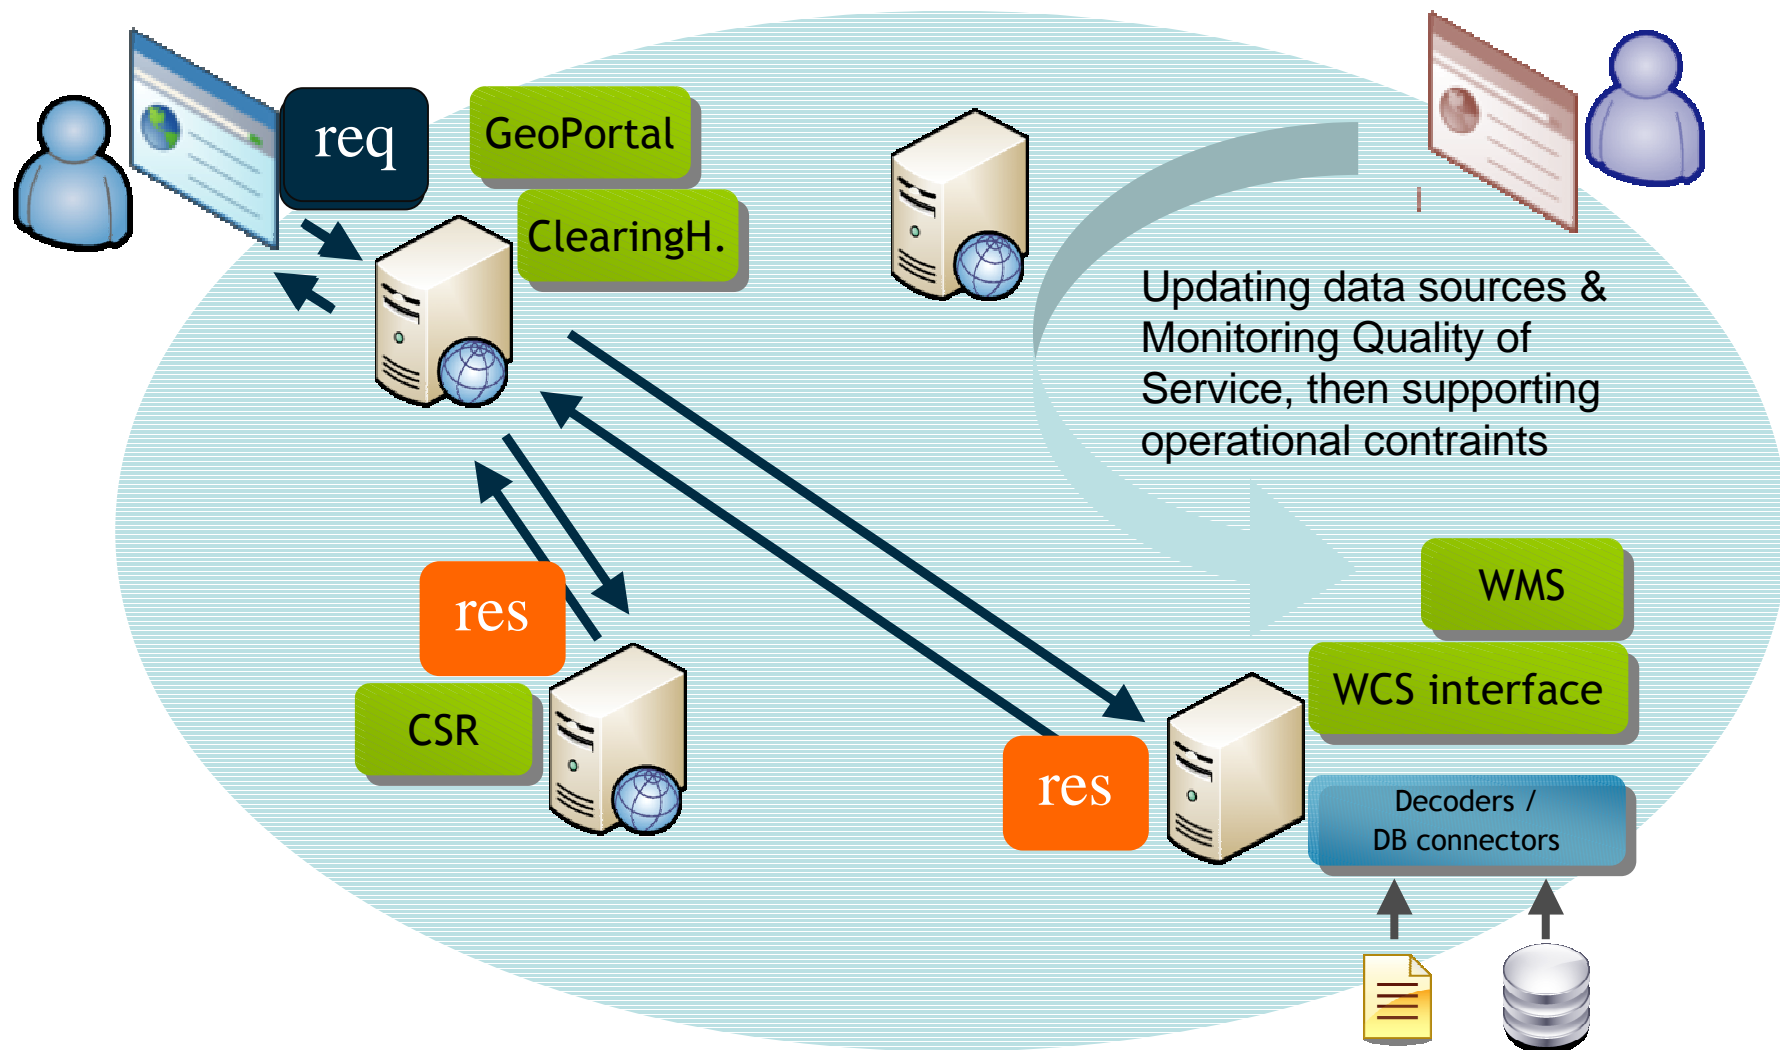 req
GeoPortal
ClearingH.
Updating data sources &
Monitoring Quality of
Service, then supporting
operational contraints
res
CSR
WMS
WCS interface
res
Decoders /
DB connectors